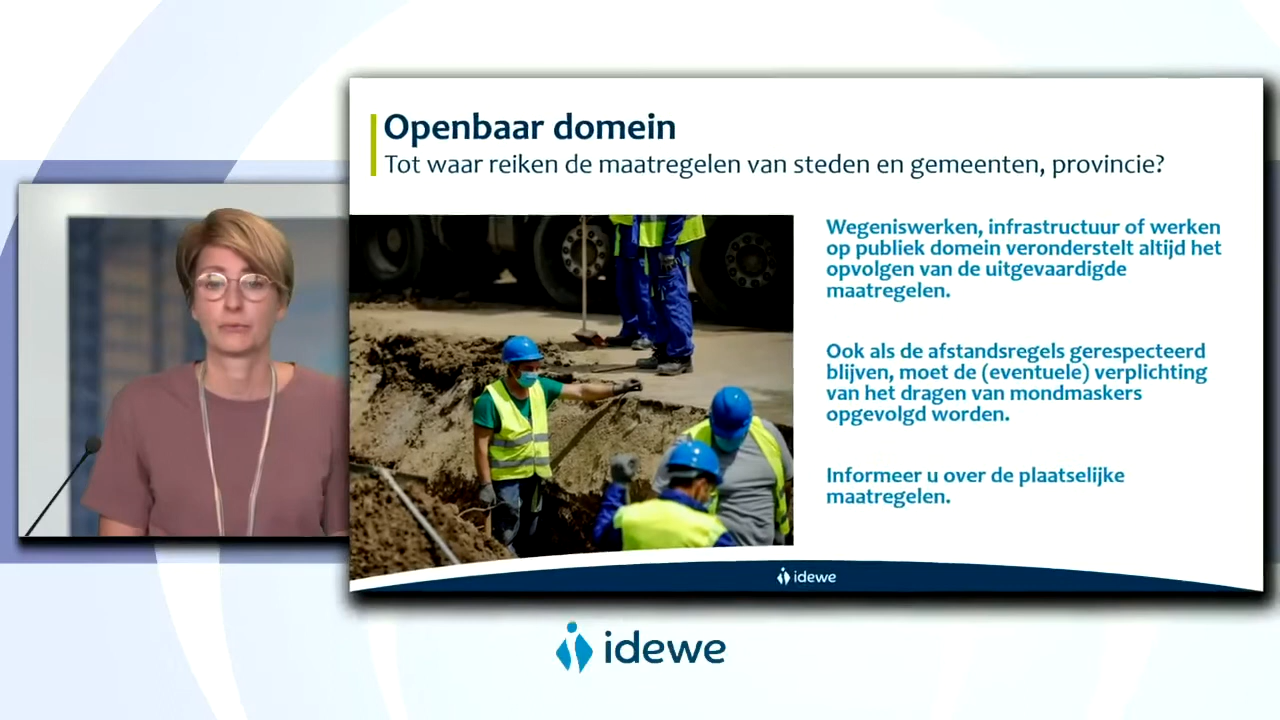 Openbaar domein
Tot waar reiken de maatregelen van steden en gemeenten, provincie?
Wegeniswerken, infrastructuur of werken
op publiek domein veronderstelt altijd het
opvolgen van de uitgevaardigde
maatregelen.
Ook als de afstandsregels gerespecteerd
blijven, moet de (eventuele) verplichting
van het dragen van mondmaskers
opgevolgd worden.
Informeer u over de plaatselijke
maatregelen.
idewe
idewe